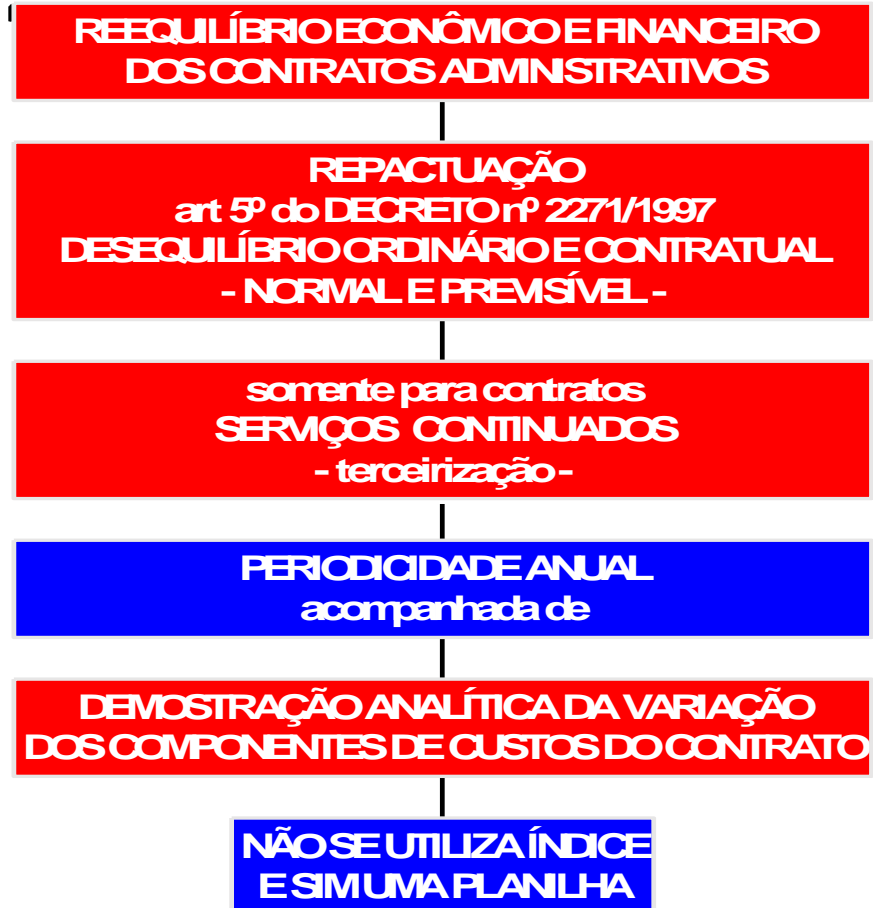 REEQUILÍBRIO ECONÔMICO E FINANCEIRO
DOS CONTRATOS ADMINISTRATIVOS
REPACTUAÇÃO
art 5º do DECRETO nº 2271/1997
DESEQUILÍBRIO ORDINÁRIO E CONTRATUAL
- NORMAL E PREVISÍVEL -
somente para contratos
SERVIÇOS CONTINUADOS
- terceirização -
PERIODICIDADE ANUAL
acompanhada de
DEMOSTRAÇÃO ANALÍTICA DA VARIAÇÃO
DOS COMPONENTES DE CUSTOS DO CONTRATO
NÃO SE UTILIZA ÍNDICE
E SIM UMA PLANILHA